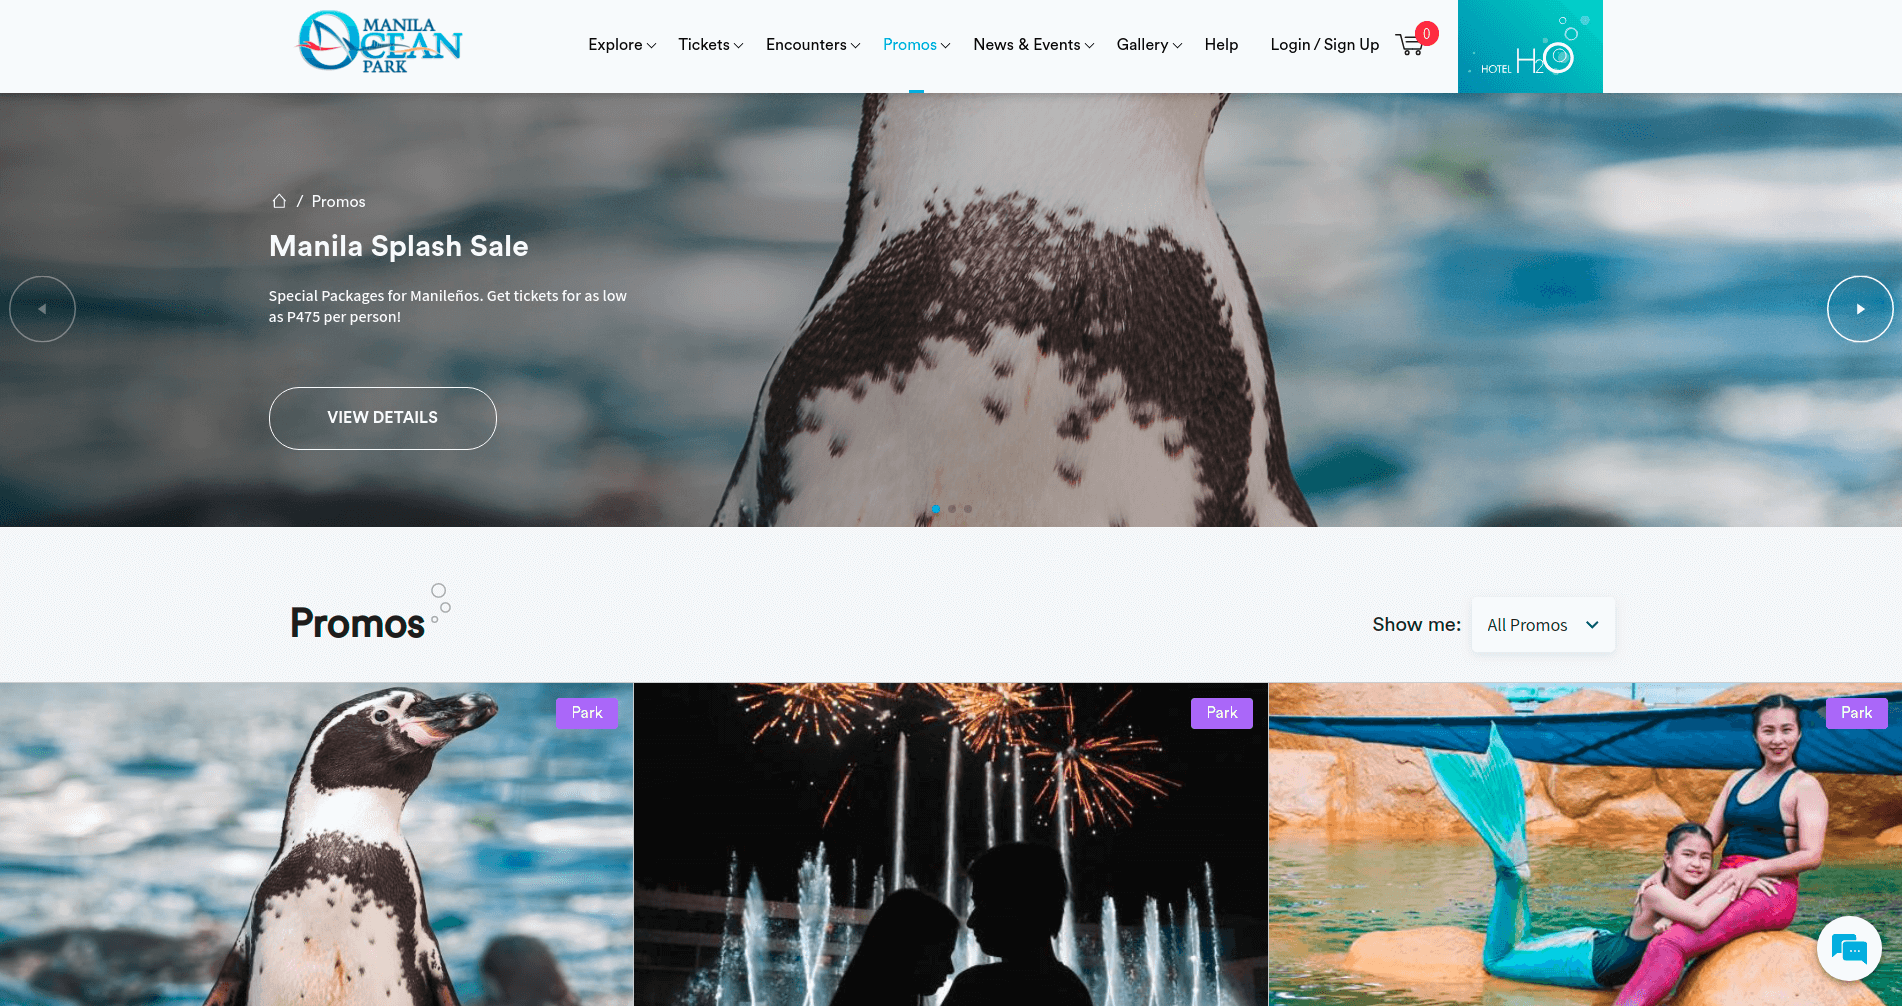 MANILA
OCEAN
PARK
Explore
Tickets
Encounters
Promos
News & Events
Gallery
Help
Login / Sign Up
0
HOTEL H2O
/ Promos
Manila Splash Sale
Special Packages for Manileños. Get tickets for as low
as P475 per person!
VIEW DETAILS
Promos
Show me:
All Promos
Park
Park
Park